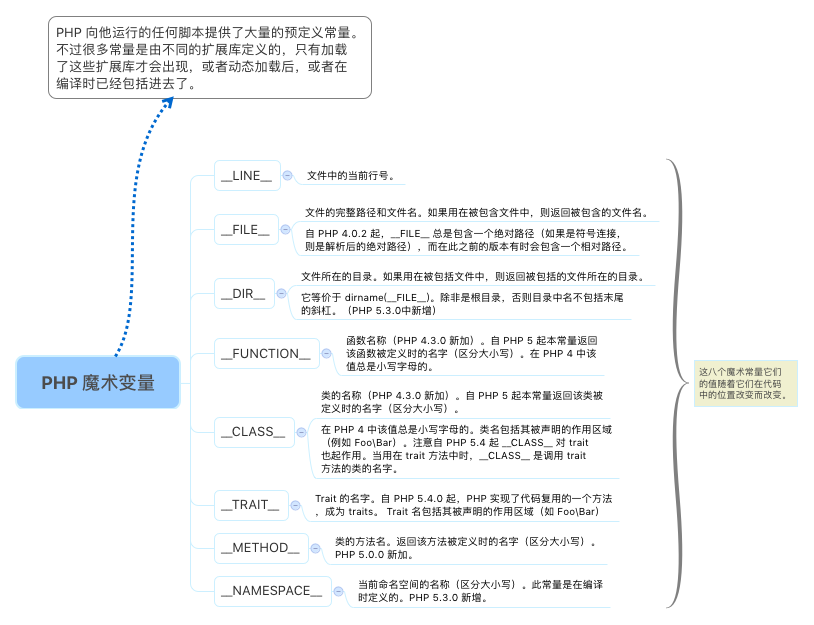 PHP 向他运行的任何脚本提供了大量的预定义常量。
不过很多常量是由不同的扩展库定义的，只有加载
了这些扩展库才会出现，或者动态加载后，或者在
编译时已经包括进去了。
PHP 魔术变量
__LINE__
文件中的当前行号。
__FILE__
文件的完整路径和文件名。如果用在被包含文件中，则返回被包含的文件名。
自 PHP 4.0.2 起，__FILE__ 总是包含一个绝对路径（如果是符号连接，
则是解析后的绝对路径），而在此之前的版本有时会包含一个相对路径。
__DIR__
文件所在的目录。如果用在被包括文件中，则返回被包括的文件所在的目录。
它等价于 dirname(__FILE__)。除非是根目录，否则目录中名不包括末尾
的斜杠。（PHP 5.3.0中新增）
__FUNCTION__
函数名称（PHP 4.3.0 新加）。自 PHP 5 起本常量返回
该函数被定义时的名字（区分大小写）。在 PHP 4 中该
值总是小写字母的。
__CLASS__
类的名称（PHP 4.3.0 新加）。自 PHP 5 起本常量返回该类被
定义时的名字（区分大小写）。
在 PHP 4 中该值总是小写字母的。类名包括其被声明的作用区域
（例如 Foo\Bar）。注意自 PHP 5.4 起 __CLASS__ 对 trait
也起作用。当用在 trait 方法中时，__CLASS__ 是调用 trait
方法的类的名字。
__TRAIT__
Trait 的名字。自 PHP 5.4.0 起，PHP 实现了代码复用的一个方法
，成为 traits。 Trait 名包括其被声明的作用区域（如 Foo\Bar）
__METHOD__
类的方法名。返回该方法被定义时的名字（区分大小写）。
PHP 5.0.0 新加。
__NAMESPACE__
当前命名空间的名称（区分大小写）。此常量是在编译
时定义的。PHP 5.3.0 新增。
这八个魔术常量它们
的值随着它们在代码
中的位置改变而改变。